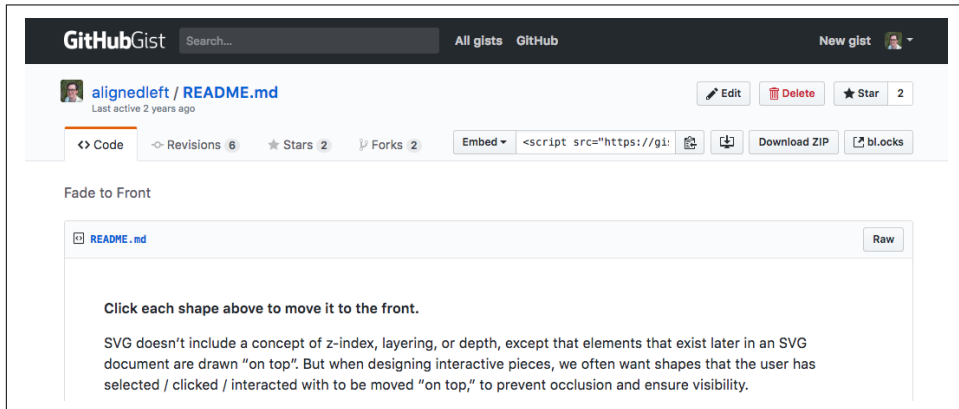 GitHubGist Search... All gists GitHub New gist
alignedleft / README.md Edit Delete Star 2
Last active 2 years ago
<> Code Revisions 6 Stars 2 Forks 2 Embed <script src="https://gi: Download ZIP bl.ocks
Fade to Front
README.md Raw
Click each shape above to move it to the front.
SVG doesn’t include a concept of z-index, layering, or depth, except that elements that exist later in an SVG
document are drawn “on top”. But when designing interactive pieces, we often want shapes that the user has
selected / clicked / interacted with to be moved “on top,” to prevent occlusion and ensure visibility.